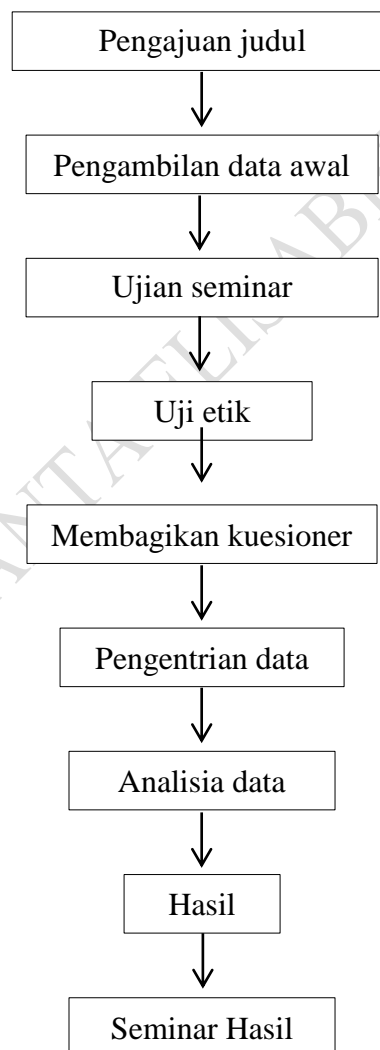 Pengajuan judul
Pengambilan data awal
Ujian seminar
Uji etik
Membagikan kuesioner
Pengentrian data
Analisia data
Hasil
Seminar Hasil